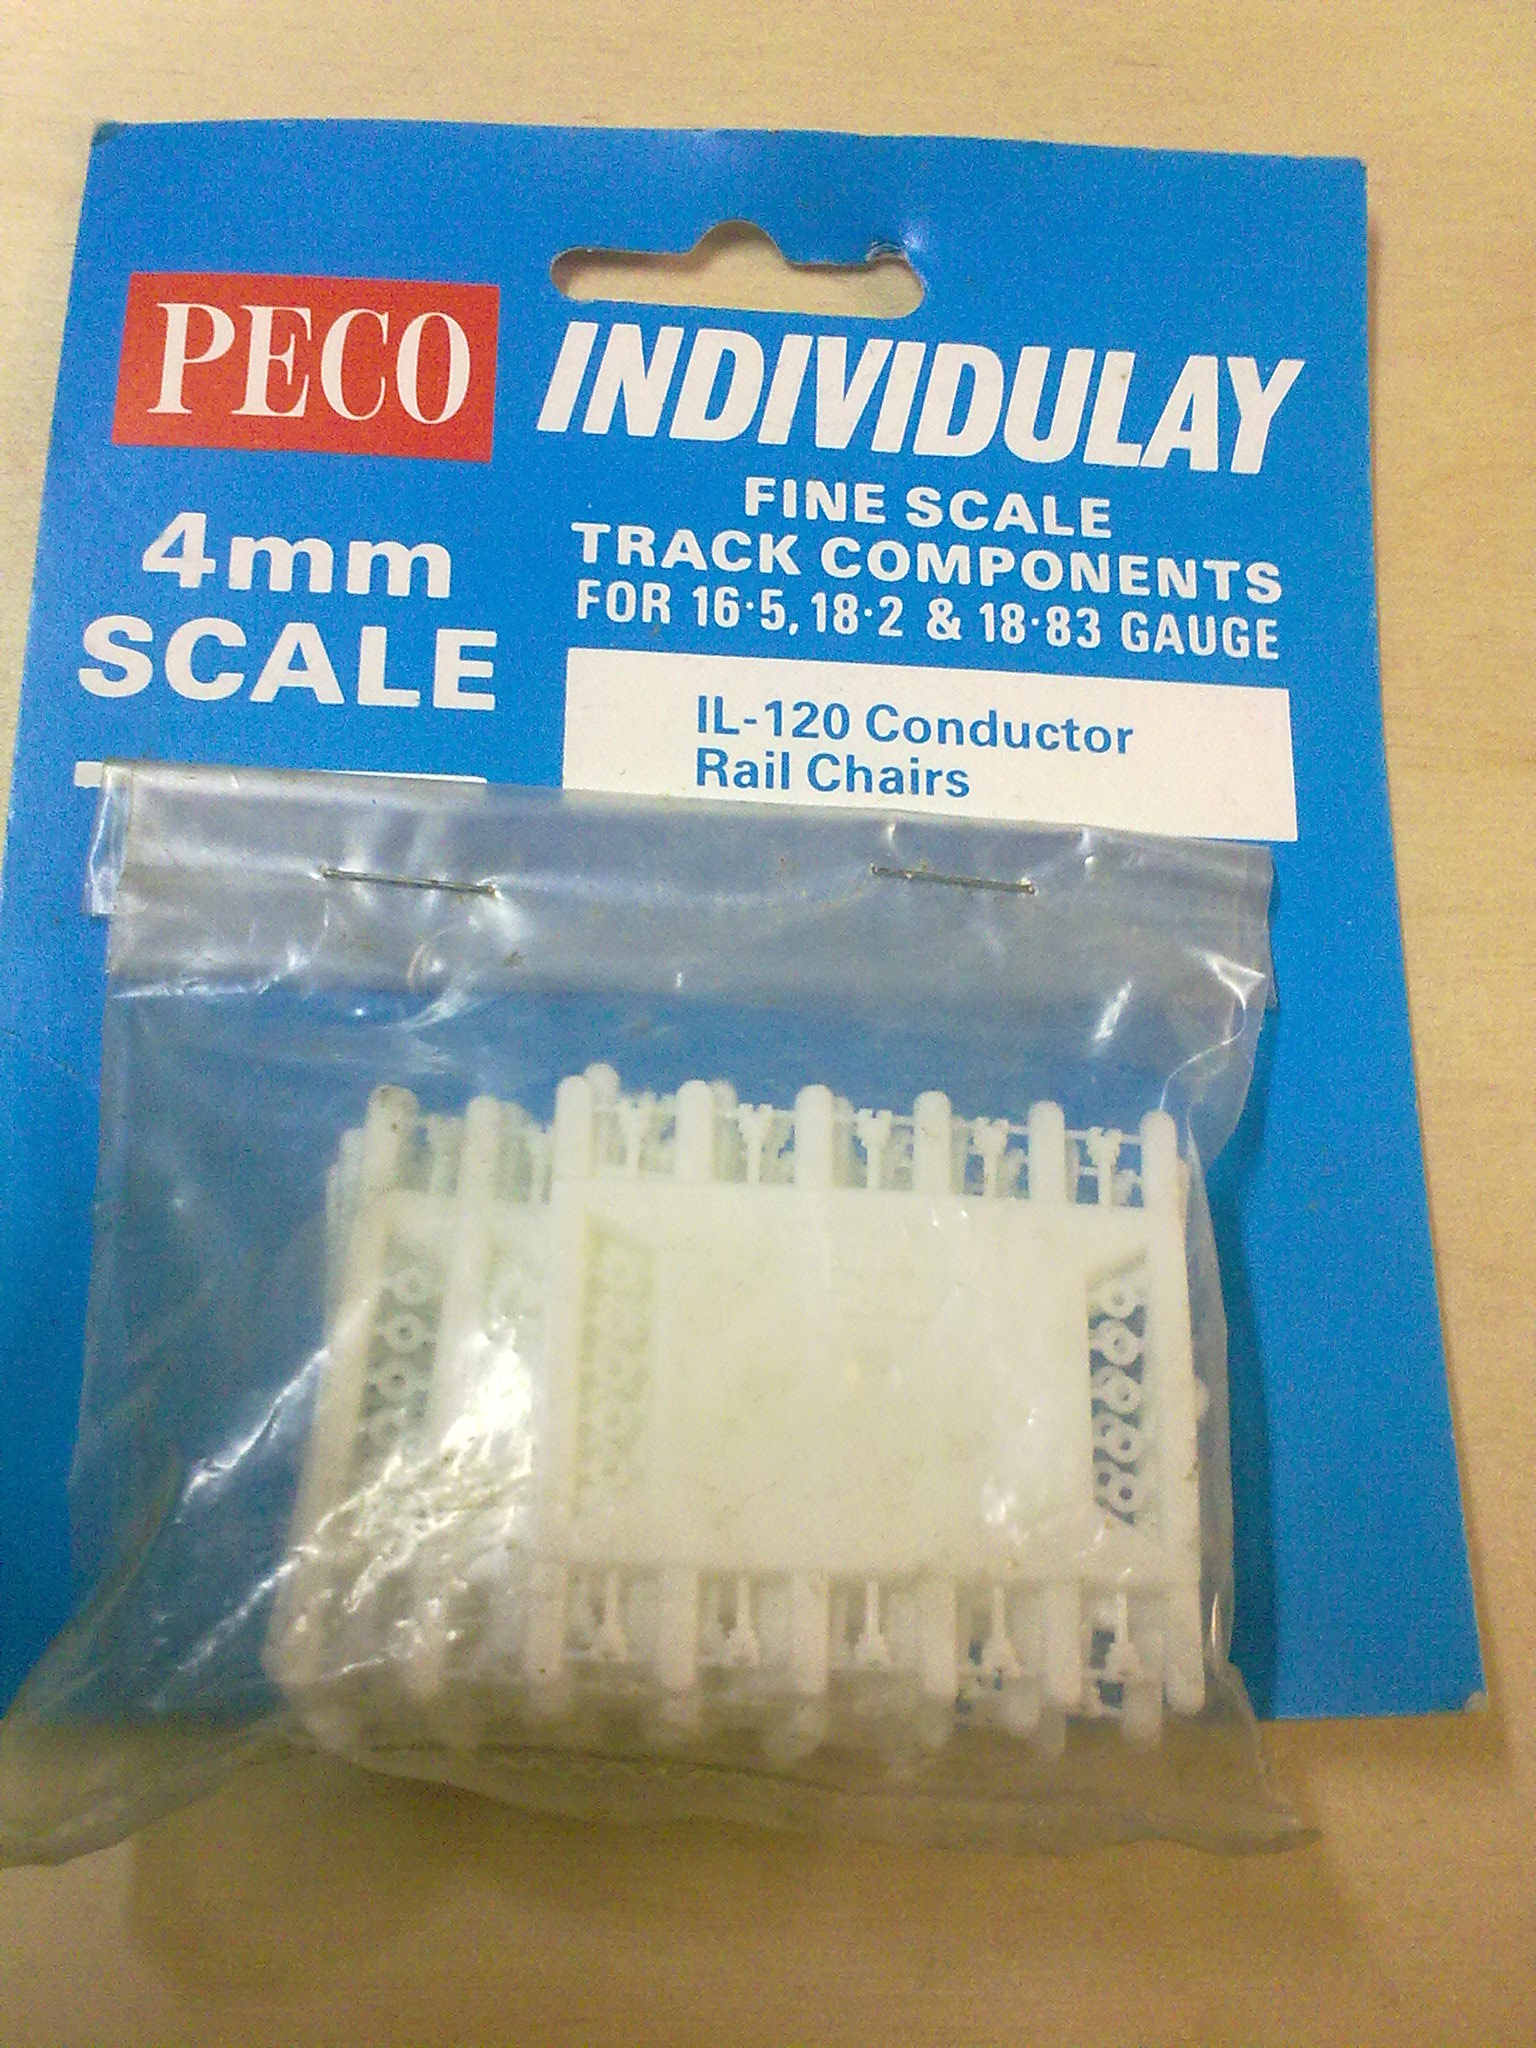 PECO
INDIVIDULAY
4mm
SCALE
FINE SCALE
TRACK COMPONENTS
FOR 16·5, 18·2 & 18·83 GAUGE
IL-120 Conductor
Rail Chairs